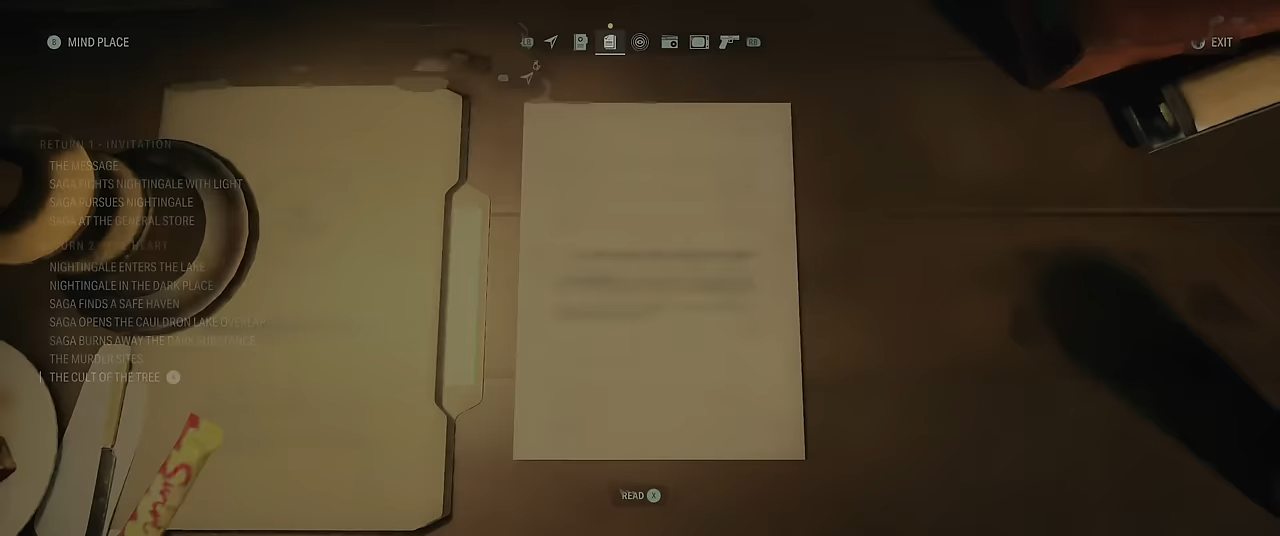 B MIND PLACE
RB
EXIT
RETURN 1 - INVITATION
THE MESSAGE
SAGA FIGHTS NIGHTINGALE WITH LIGHT
SAGA PURSUES NIGHTINGALE
SAGA AT THE GENERAL STORE
HEART
NIGHTINGALE ENTERS THE LAKE
NIGHTINGALE IN THE DARK PLACE
SAGA FINDS A SAFE HAVEN
SAGA OPENS THE CAULDRON LAKE OVERLAP
SAGA BURNS AWAY THE DARK SUBSTANCE
THE MURDER SITES
THE CULT OF THE TREE
READ X